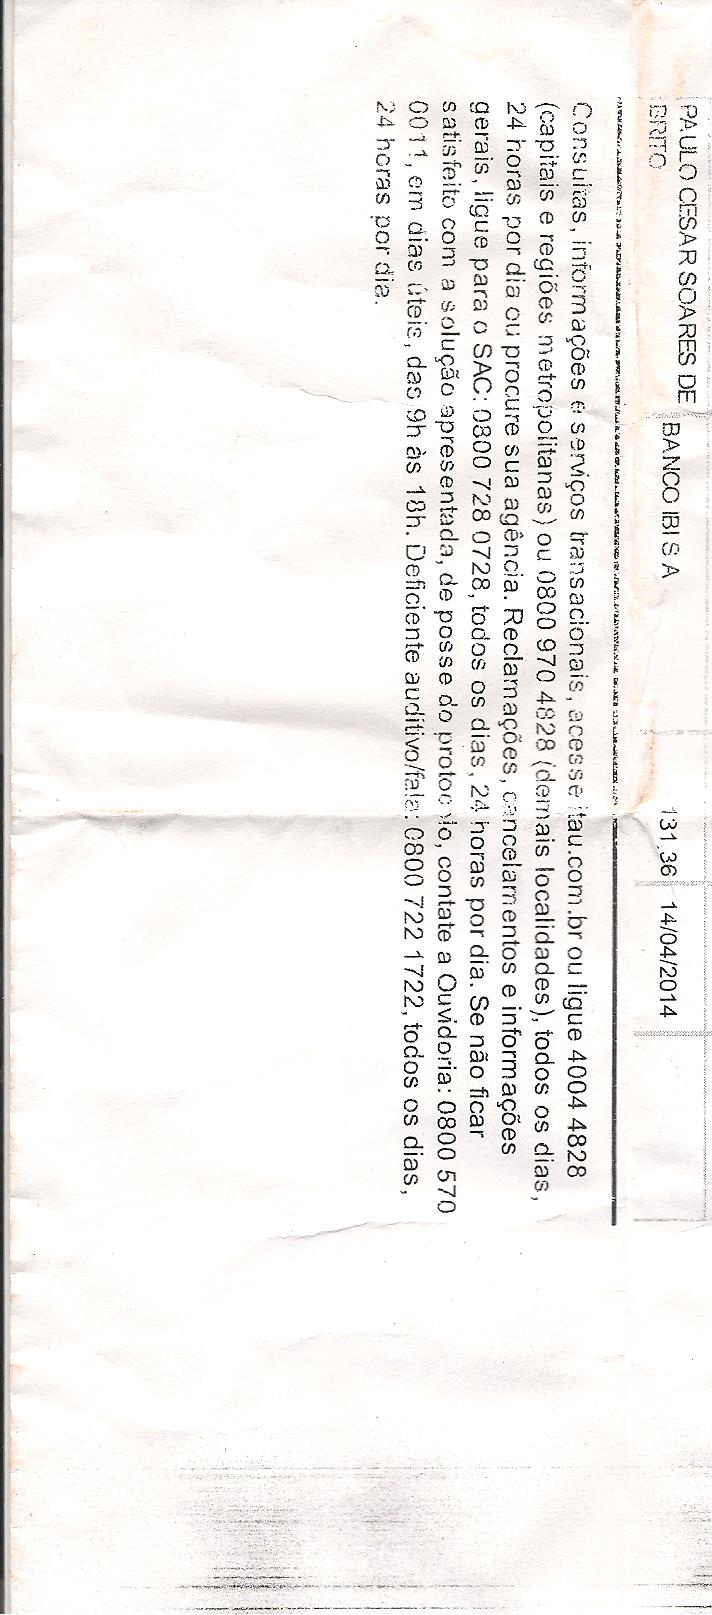 PAULO CESAR SOARES DE BRITO BANCO IBI S A 131,36 14/04/2014
Consultas, informações e serviços transacionais, acesse itau.com.br ou ligue 4004 4828
(capitais e regiões metropolitanas) ou 0800 970 4828 (demais localidades), todos os dias,
24 horas por dia ou procure sua agência. Reclamações, cancelamentos e informações
gerais, ligue para o SAC: 0800 728 0728, todos os dias, 24 horas por dia. Se não ficar
satisfeito com a solução apresentada, de posse do protocolo, contate a Ouvidoria: 0800 570
0011, em dias úteis, das 9h às 18h. Deficiente auditivo/fala: 0800 722 1722, todos os dias,
24 horas por dia.